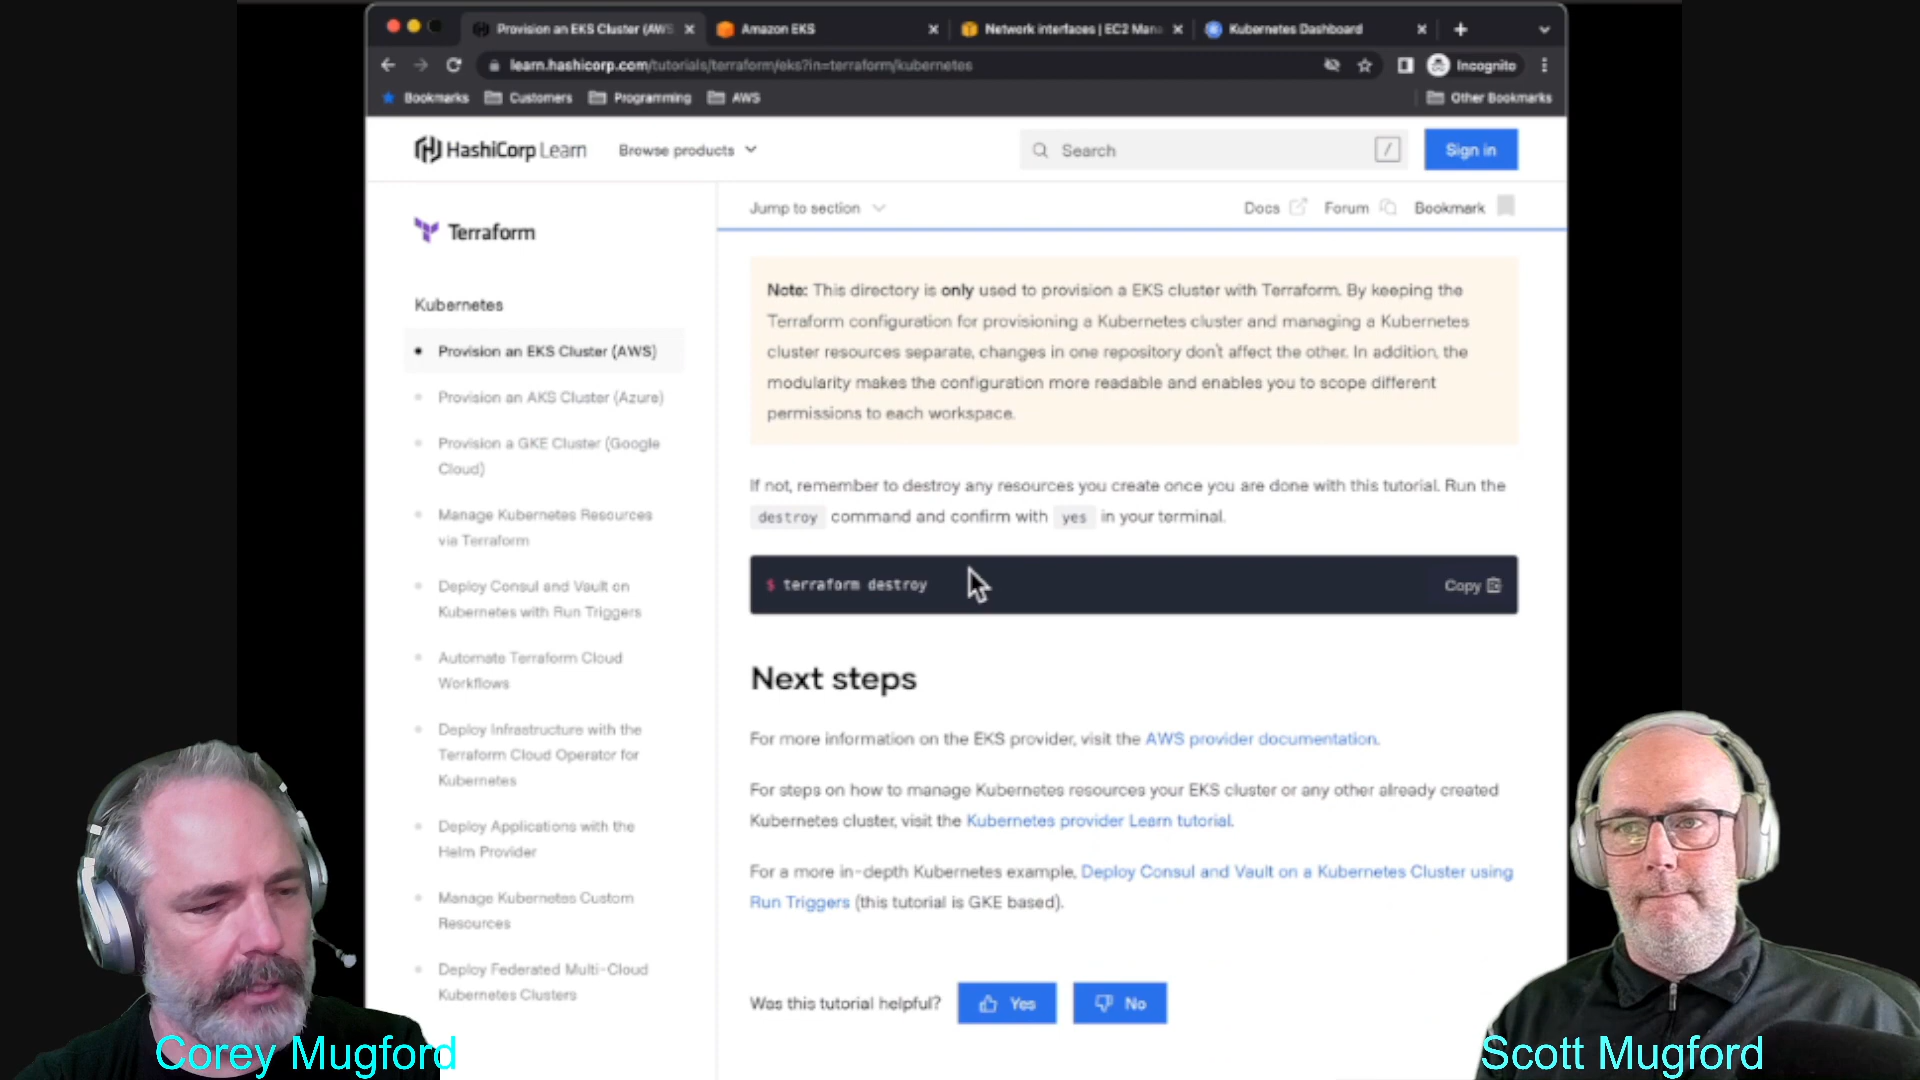 Provision an EKS Cluster (AWS
Amazon EKS
Network interfaces | EC2 Mana
Kubernetes Dashboard
learn.hashicorp.com/tutorials/terraform/eks?in=terraform/kubernetes
Incognito
Bookmarks
Customers
Programming
AWS
Other Bookmarks
HashiCorp Learn
Browse products
Search
/
Sign in
Terraform
Kubernetes
Provision an EKS Cluster (AWS)
Provision an AKS Cluster (Azure)
Provision a GKE Cluster (Google
Cloud)
Manage Kubernetes Resources
via Terraform
Deploy Consul and Vault on
Kubernetes with Run Triggers
Automate Terraform Cloud
Workflows
Deploy Infrastructure with the
Terraform Cloud Operator for
Kubernetes
Deploy Applications with the
Helm Provider
Manage Kubernetes Custom
Resources
Deploy Federated Multi-Cloud
Kubernetes Clusters
Jump to section
Docs
Forum
Bookmark
Note: This directory is only used to provision a EKS cluster with Terraform. By keeping the
Terraform configuration for provisioning a Kubernetes cluster and managing a Kubernetes
cluster resources separate, changes in one repository don't affect the other. In addition, the
modularity makes the configuration more readable and enables you to scope different
permissions to each workspace.
If not, remember to destroy any resources you create once you are done with this tutorial. Run the
destroy command and confirm with yes in your terminal.
$ terraform destroy
Copy
Next steps
For more information on the EKS provider, visit the AWS provider documentation.
For steps on how to manage Kubernetes resources your EKS cluster or any other already created
Kubernetes cluster, visit the Kubernetes provider Learn tutorial.
For a more in-depth Kubernetes example, Deploy Consul and Vault on a Kubernetes Cluster using
Run Triggers (this tutorial is GKE based).
Was this tutorial helpful?
Yes
No
Corey Mugford
Scott Mugford